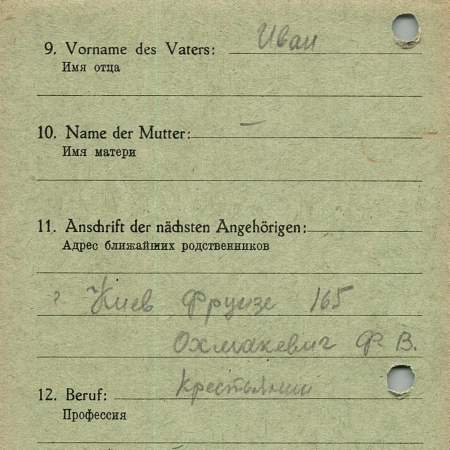 9. Vorname des Vaters: Иван
Имя отца
10. Name der Mutter: —
Имя матери
11. Anschrift der nächsten Angehörigen:
Адрес ближайших родственников
? Киев Фрунзе 165
Охмакевич Ф. В.
12. Beruf: Крестьянин
Профессия